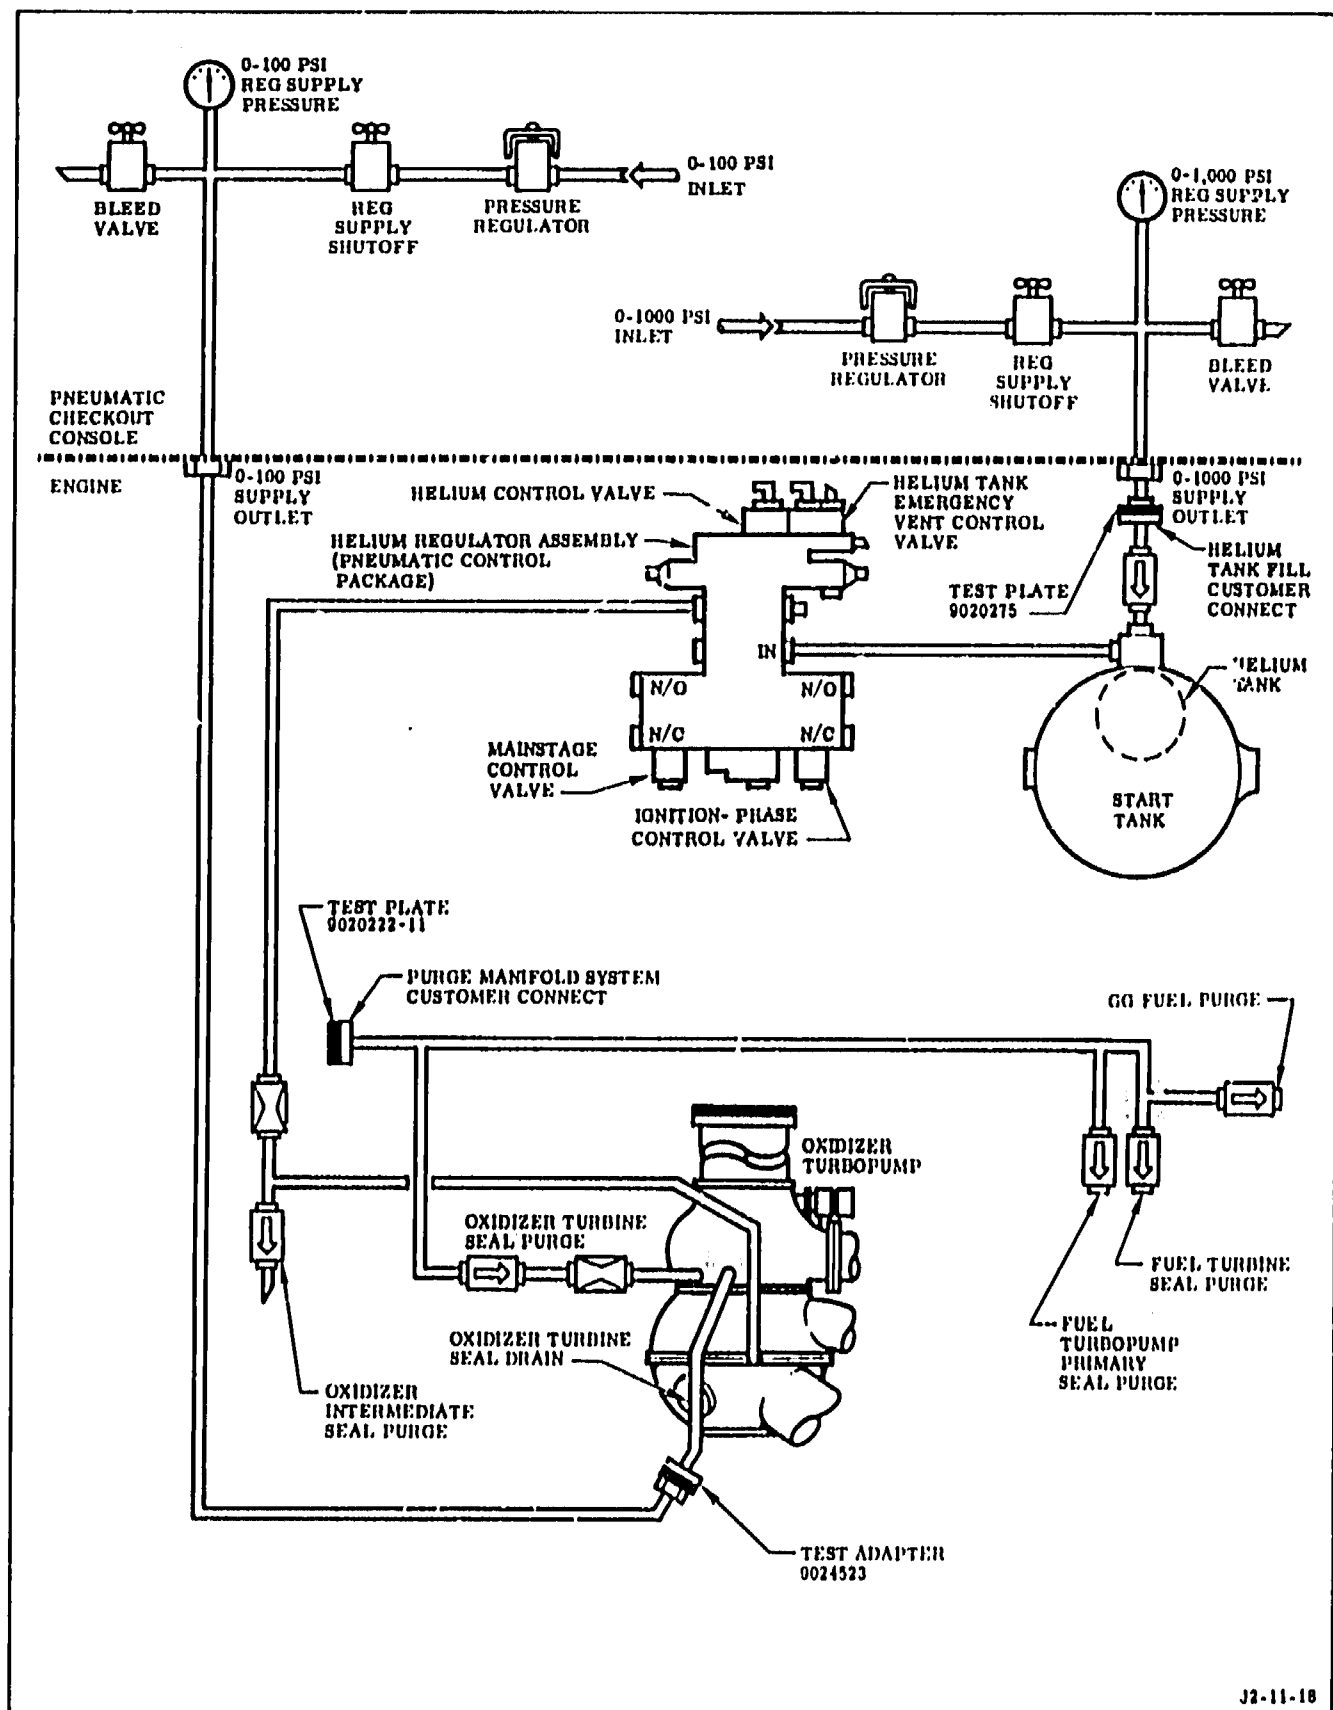 0-100 PSI
REG SUPPLY
PRESSURE
0-100 PSI
INLET
BLEED
VALVE
REG
SUPPLY
SHUTOFF
PRESSURE
REGULATOR
0-1,000 PSI
REG SUPPLY
PRESSURE
0-1000 PSI
INLET
PRESSURE
REGULATOR
REG
SUPPLY
SHUTOFF
BLEED
VALVE
PNEUMATIC
CHECKOUT
CONSOLE
ENGINE
0-100 PSI
SUPPLY
OUTLET
HELIUM CONTROL VALVE
HELIUM TANK
EMERGENCY
VENT CONTROL
VALVE
0-1000 PSI
SUPPLY
OUTLET
HELIUM REGULATOR ASSEMBLY
(PNEUMATIC CONTROL
PACKAGE)
HELIUM
TANK FILL
CUSTOMER
CONNECT
TEST PLATE
9020275
IN
HELIUM
TANK
N/O
N/O
N/C
N/C
MAINSTAGE
CONTROL
VALVE
IGNITION-PHASE
CONTROL VALVE
START
TANK
TEST PLATE
9020222-11
PURGE MANIFOLD SYSTEM
CUSTOMER CONNECT
GG FUEL PURGE
OXIDIZER
TURBOPUMP
OXIDIZER TURBINE
SEAL PURGE
FUEL TURBINE
SEAL PURGE
OXIDIZER TURBINE
SEAL DRAIN
FUEL
TURBOPUMP
PRIMARY
SEAL PURGE
OXIDIZER
INTERMEDIATE
SEAL PURGE
TEST ADAPTER
9024523
J2-11-18